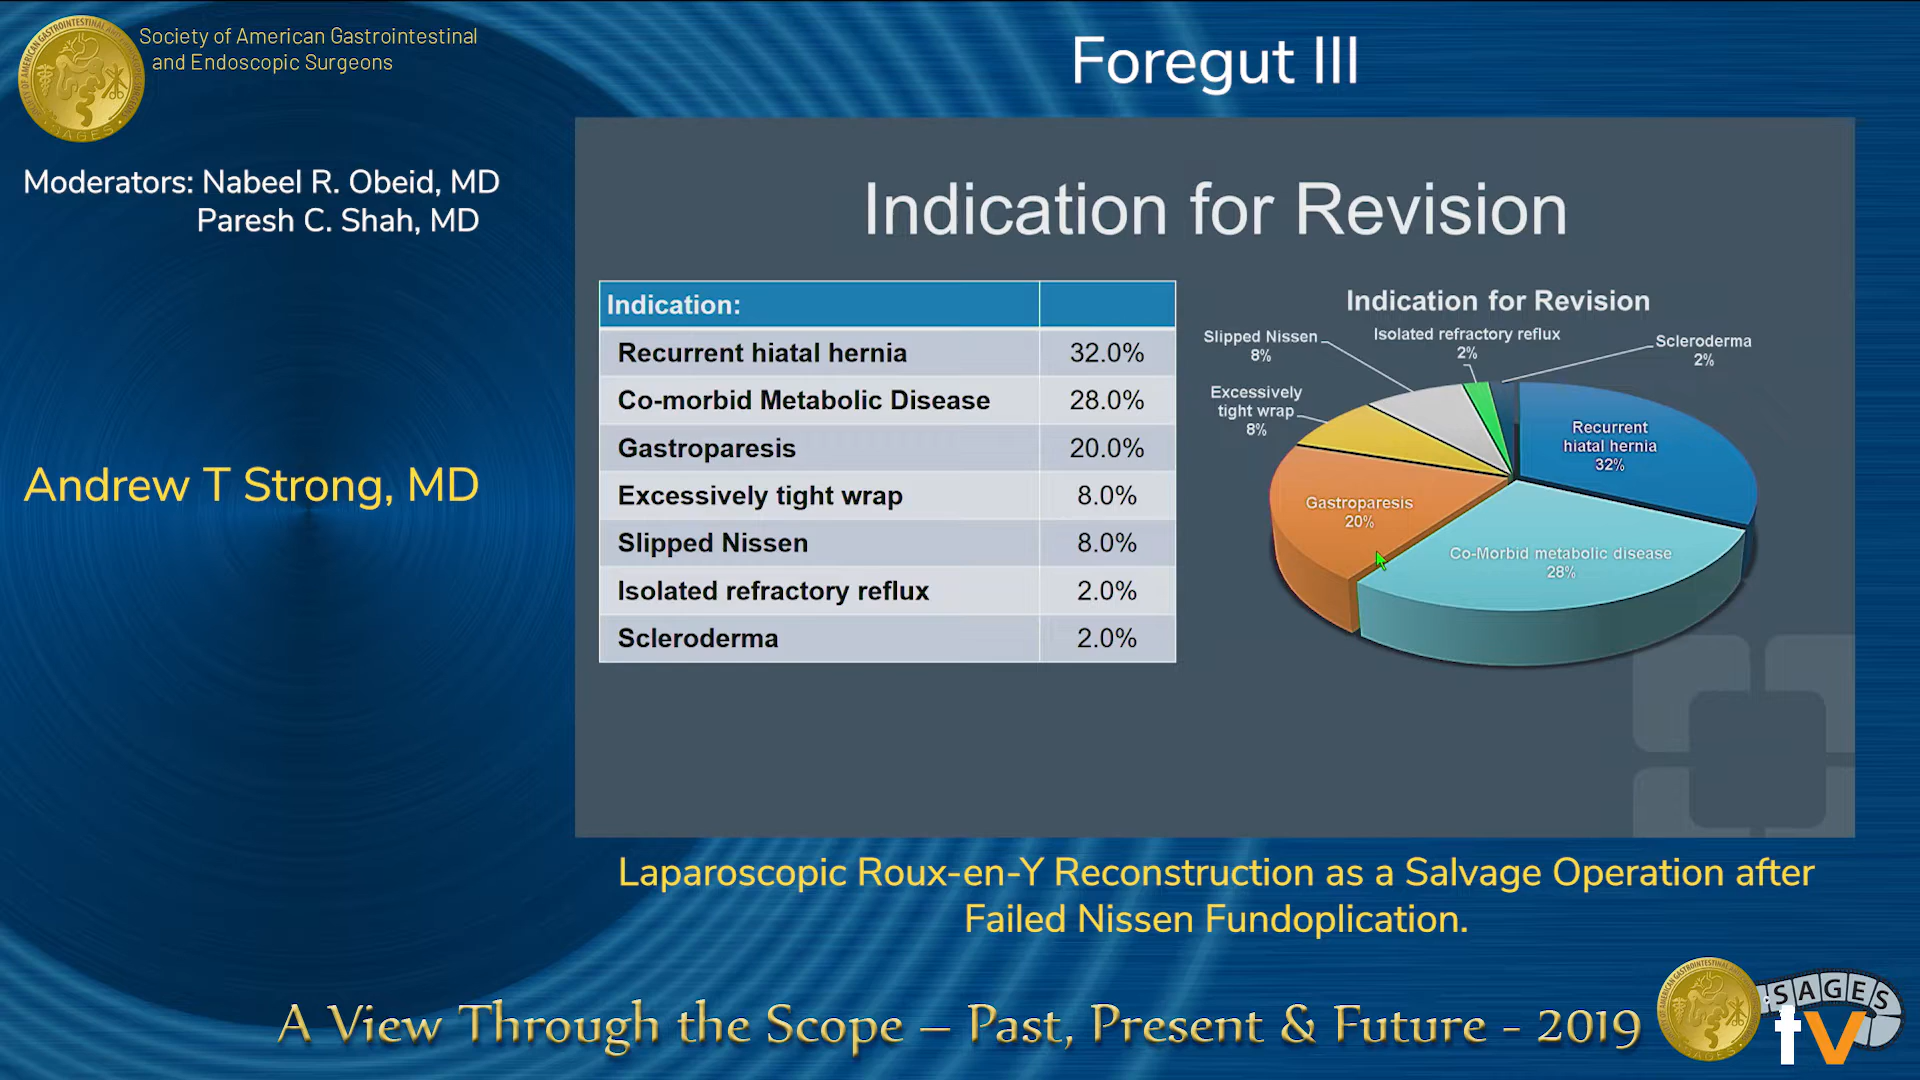 Society of American Gastrointestinal
and Endoscopic Surgeons
SAGES
Foregut III
Moderators: Nabeel R. Obeid, MD
Paresh C. Shah, MD
Andrew T Strong, MD
Indication for Revision
Indication:
Recurrent hiatal hernia 32.0%
Co-morbid Metabolic Disease 28.0%
Gastroparesis 20.0%
Excessively tight wrap 8.0%
Slipped Nissen 8.0%
Isolated refractory reflux 2.0%
Scleroderma 2.0%
Indication for Revision
Slipped Nissen
8%
Isolated refractory reflux
2%
Scleroderma
2%
Excessively
tight wrap
8%
Recurrent
hiatal hernia
32%
Gastroparesis
20%
Co-Morbid metabolic disease
28%
Laparoscopic Roux-en-Y Reconstruction as a Salvage Operation after
Failed Nissen Fundoplication.
A View Through the Scope – Past, Present & Future - 2019
SAGES
tv